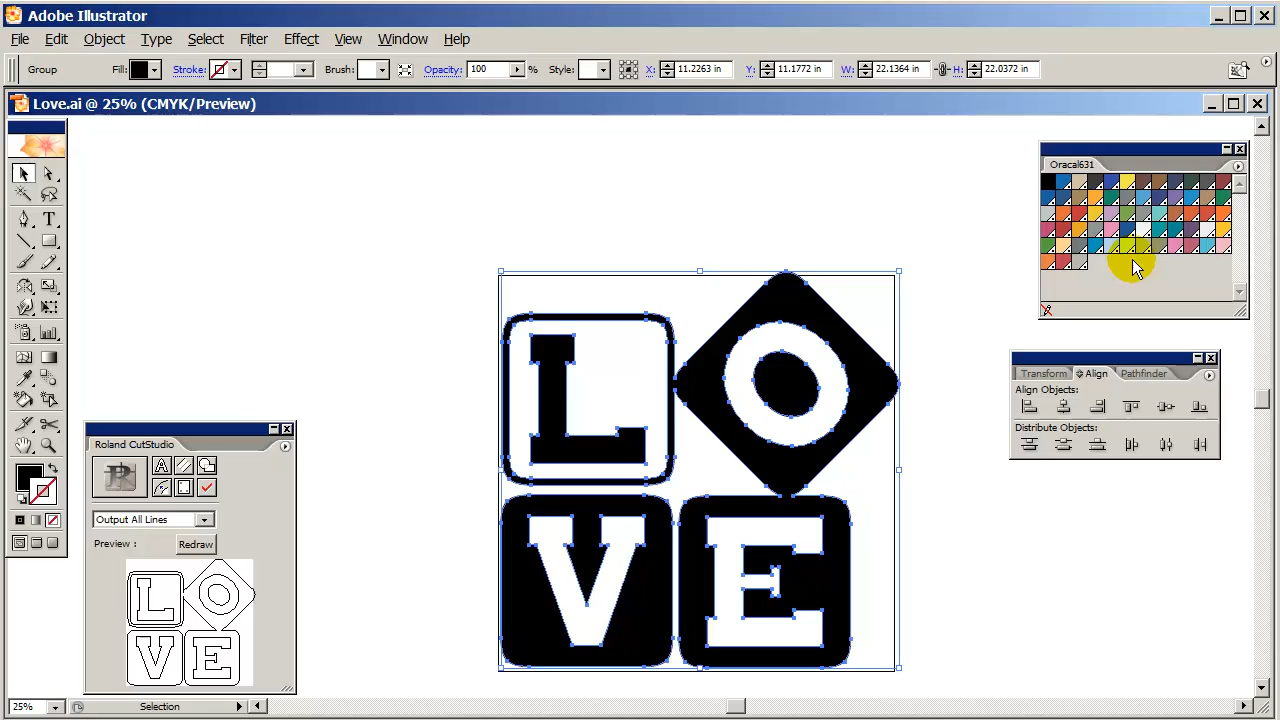 Adobe Illustrator
File Edit Object Type Select Filter Effect View Window Help
Group Fill: Stroke: Brush: Opacity: 100 % Style: X: 11.2263 in Y: 11.1772 in W: 22.1364 in H: 22.0372 in
Love.ai @ 25% (CMYK/Preview)
Oracal631
Transform Align Pathfinder
Align Objects:
Distribute Objects:
Roland CutStudio
Output All Lines
Preview : Redraw
L O
V E
L O
V E
25% Selection